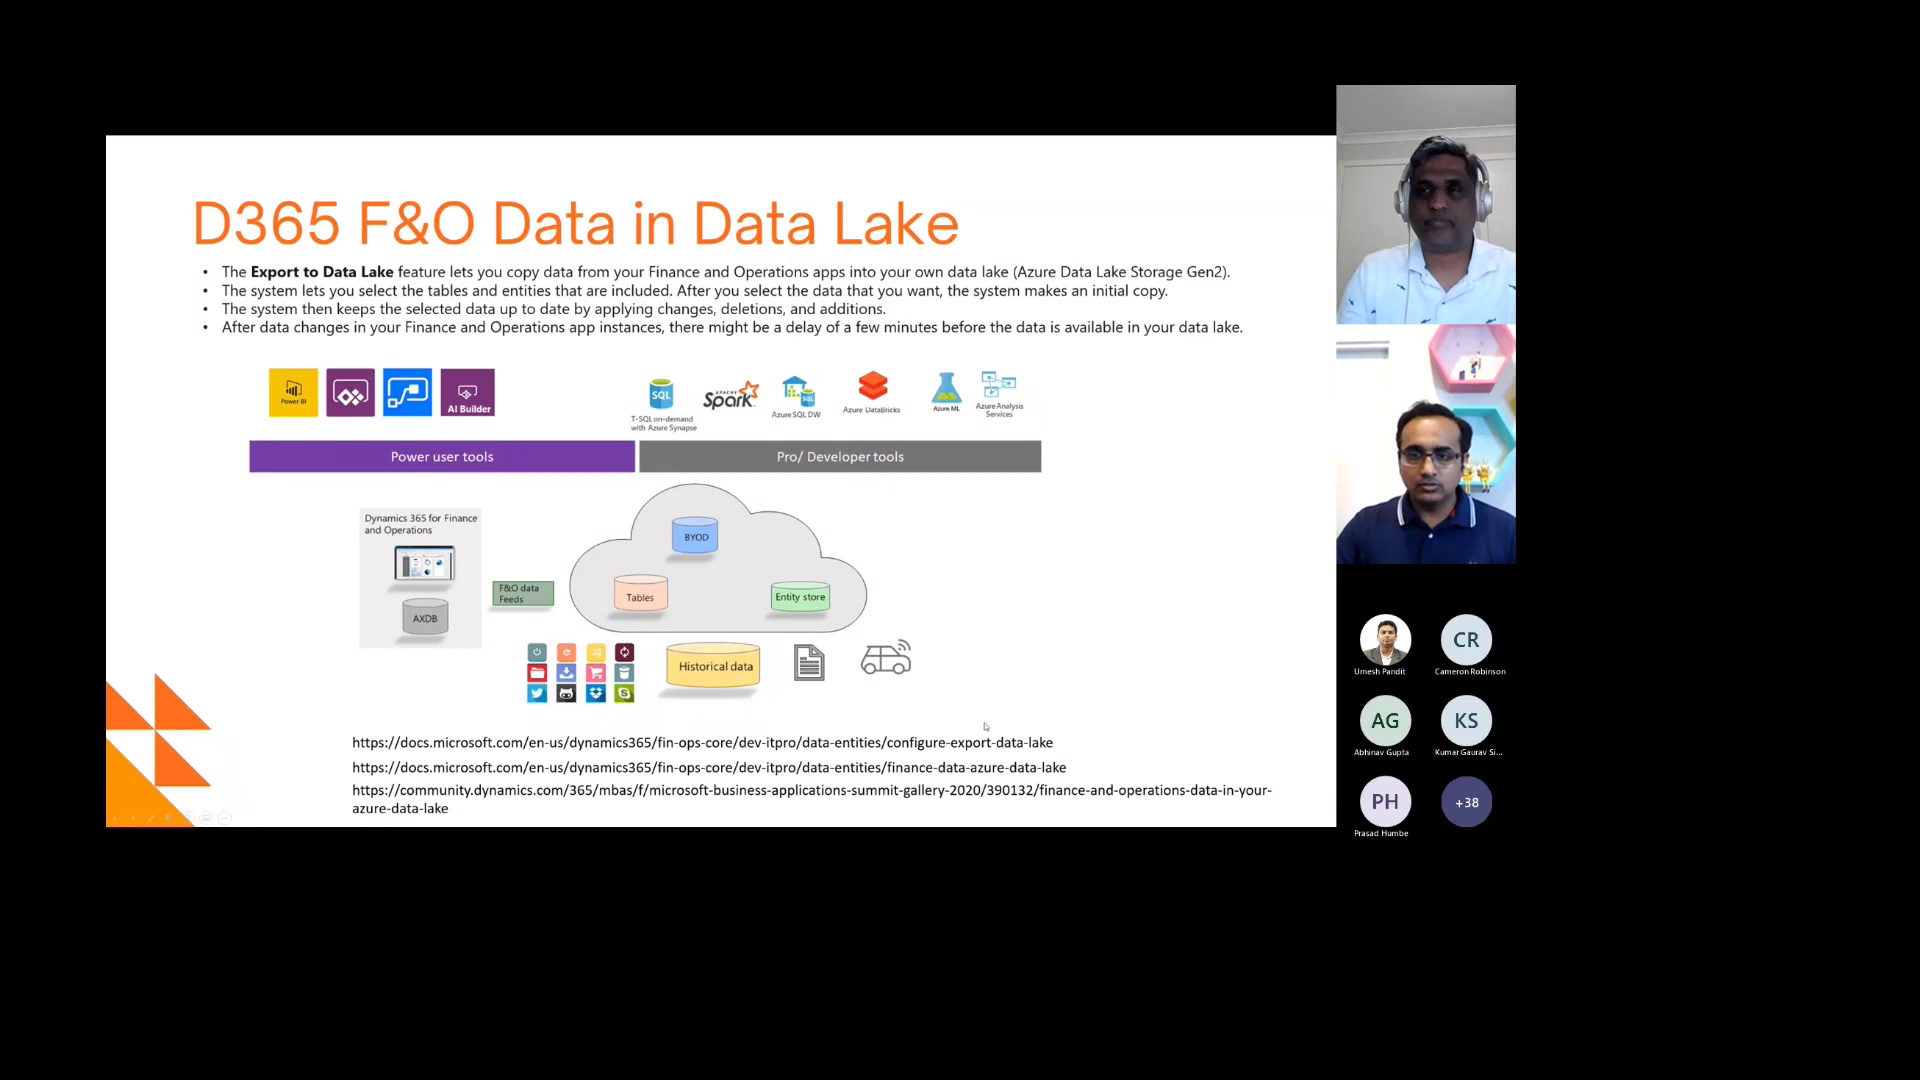 D365 F&O Data in Data Lake
• The Export to Data Lake feature lets you copy data from your Finance and Operations apps into your own data lake (Azure Data Lake Storage Gen2).
• The system lets you select the tables and entities that are included. After you select the data that you want, the system makes an initial copy.
• The system then keeps the selected data up to date by applying changes, deletions, and additions.
• After data changes in your Finance and Operations app instances, there might be a delay of a few minutes before the data is available in your data lake.
Power BI
AI Builder
SQL
T-SQL on-demand
with Azure Synapse
APACHE
Spark
SQL
Azure SQL DW
Azure DataBricks
Azure ML
Azure Analysis
Services
Power user tools
Pro/ Developer tools
Dynamics 365 for Finance
and Operations
AXDB
F&O data
Feeds
BYOD
Tables
Entity store
Historical data
https://docs.microsoft.com/en-us/dynamics365/fin-ops-core/dev-itpro/data-entities/configure-export-data-lake
https://docs.microsoft.com/en-us/dynamics365/fin-ops-core/dev-itpro/data-entities/finance-data-azure-data-lake
https://community.dynamics.com/365/mbas/f/microsoft-business-applications-summit-gallery-2020/390132/finance-and-operations-data-in-your-
azure-data-lake
Umesh Pandit
CR
Cameron Robinson
AG
Abhinav Gupta
KS
Kumar Gaurav Si...
PH
Prasad Humbe
+38